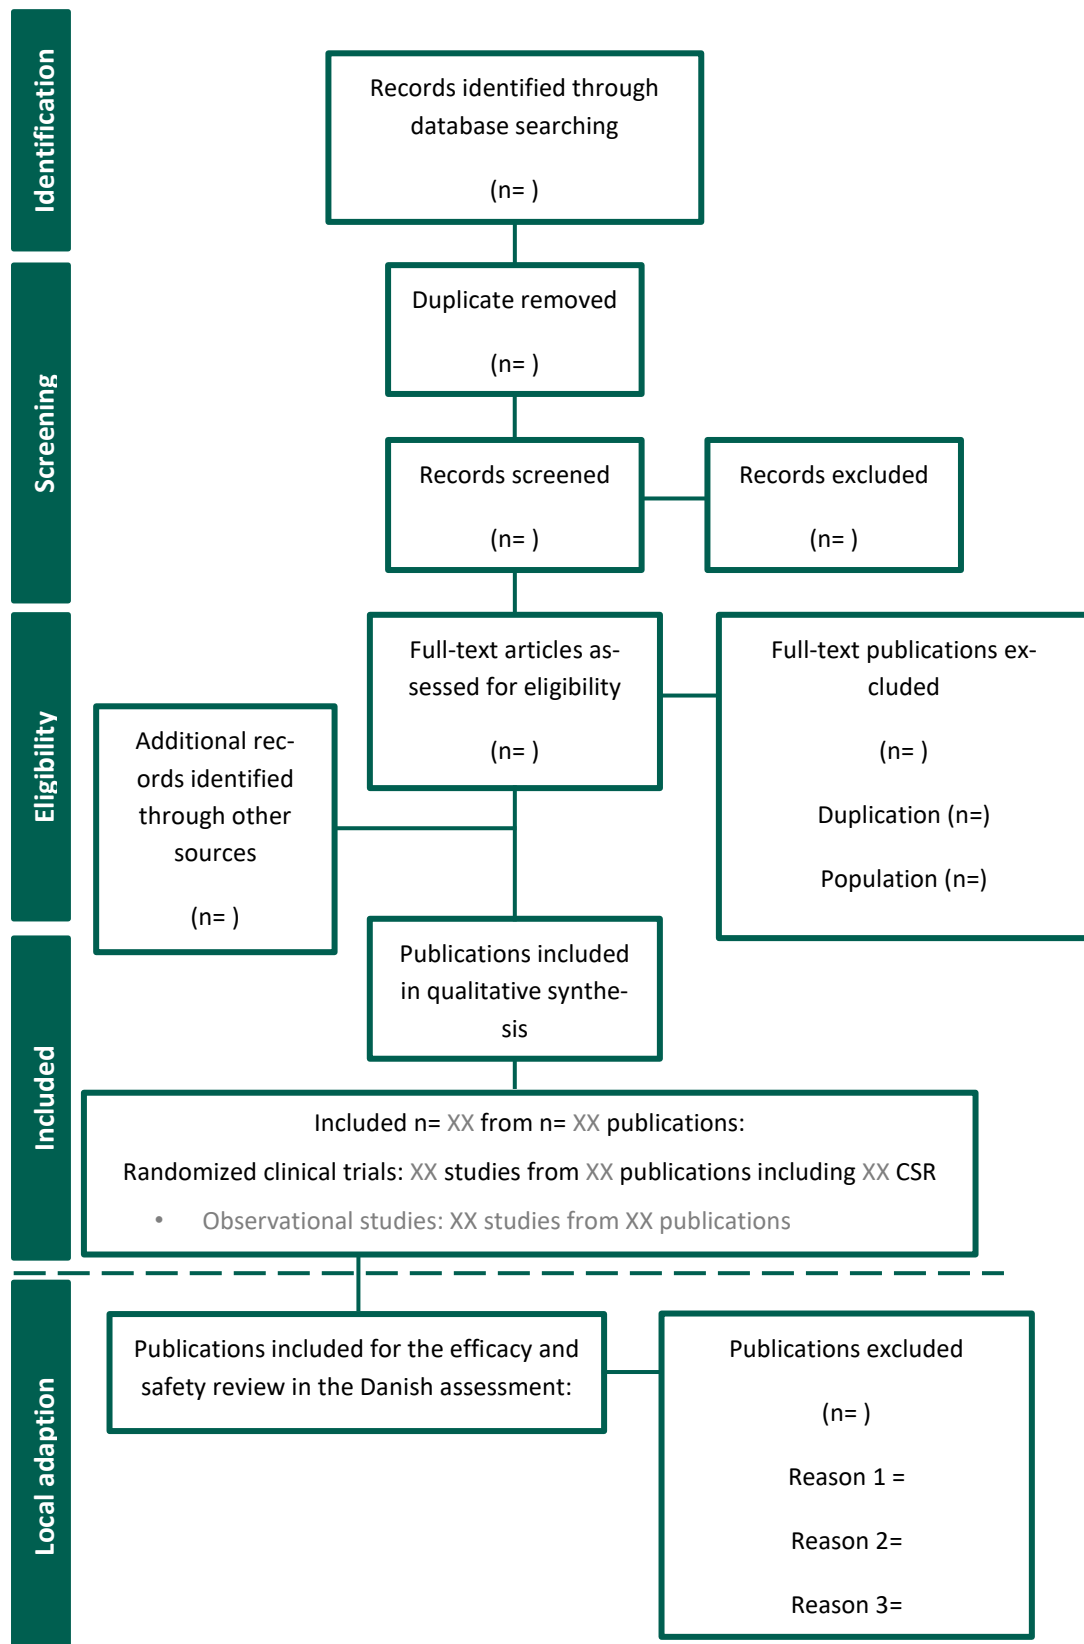 Identification
Records identified through
database searching
(n= )
Screening
Duplicate removed
(n= )
Records screened
(n= )
Records excluded
(n= )
Eligibility
Full-text articles as-
sessed for eligibility
(n= )
Full-text publications ex-
cluded
(n= )
Duplication (n=)
Population (n=)
Additional rec-
ords identified
through other
sources
(n= )
Included
Publications included
in qualitative synthe-
sis
Included n= XX from n= XX publications:
Randomized clinical trials: XX studies from XX publications including XX CSR
• Observational studies: XX studies from XX publications
Local adaption
Publications included for the efficacy and
safety review in the Danish assessment:
Publications excluded
(n= )
Reason 1 =
Reason 2=
Reason 3=